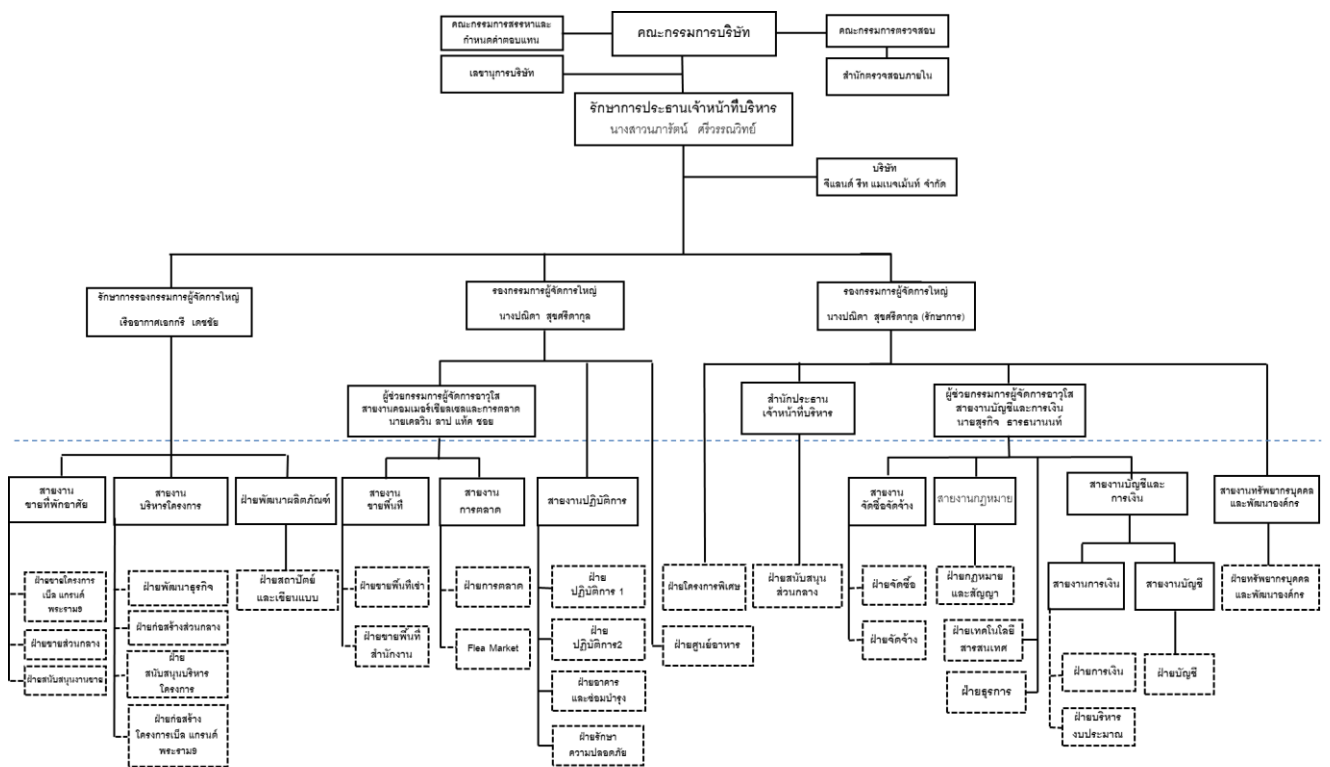 คณะกรรมการสรรหาและ
กำหนดค่าตอบแทน
คณะกรรมการบริษัท
คณะกรรมการตรวจสอบ
เลขานุการบริษัท
สำนักตรวจสอบภายใน
รักษาการประธานเจ้าหน้าที่บริหาร
นางสาวนภารัตน์ ศรีวรรณวิทย์
บริษัท
จีแลนด์ รีท แมเนจเม้นท์ จำกัด
รักษาการรองกรรมการผู้จัดการใหญ่
เรืออากาศเอกกรี เดชชัย
รองกรรมการผู้จัดการใหญ่
นางปณิดา สุขศรีดากุล
รองกรรมการผู้จัดการใหญ่
นางปณิดา สุขศรีดากุล (รักษาการ)
ผู้ช่วยกรรมการผู้จัดการอาวุโส
สายงานคอมเมอร์เชียลเซลและการตลาด
นายเคลวิน ลาป แท้ค ชอย
สำนักประธาน
เจ้าหน้าที่บริหาร
ผู้ช่วยกรรมการผู้จัดการอาวุโส
สายงานบัญชีและการเงิน
นายสุรกิจ ธารธนานนท์
สายงาน
ขายที่พักอาศัย
สายงาน
บริหารโครงการ
ฝ่ายพัฒนาผลิตภัณฑ์
สายงาน
ขายพื้นที่
สายงาน
การตลาด
สายงานปฏิบัติการ
สายงาน
จัดซื้อจัดจ้าง
สายงานกฎหมาย
สายงานบัญชีและ
การเงิน
สายงานทรัพยากรบุคคล
และพัฒนาองค์กร
ฝ่ายขายโครงการ
เบ็ล แกรนด์
พระราม9
ฝ่ายขายส่วนกลาง
ฝ่ายสนับสนุนงานขาย
ฝ่ายพัฒนาธุรกิจ
ฝ่ายก่อสร้างส่วนกลาง
ฝ่าย
สนับสนุนบริหาร
โครงการ
ฝ่ายก่อสร้าง
โครงการเบ็ล แกรนด์
พระราม9
ฝ่ายสถาปัตย์
และเขียนแบบ
ฝ่ายขายพื้นที่เช่า
ฝ่ายขายพื้นที่
สำนักงาน
ฝ่ายการตลาด
Flea Market
ฝ่าย
ปฏิบัติการ 1
ฝ่าย
ปฏิบัติการ2
ฝ่ายอาคาร
และซ่อมบำรุง
ฝ่ายรักษา
ความปลอดภัย
ฝ่ายโครงการพิเศษ
ฝ่ายศูนย์อาหาร
ฝ่ายสนับสนุน
ส่วนกลาง
ฝ่ายจัดซื้อ
ฝ่ายจัดจ้าง
ฝ่ายกฎหมาย
และสัญญา
ฝ่ายเทคโนโลยี
สารสนเทศ
ฝ่ายธุรการ
สายงานการเงิน
สายงานบัญชี
ฝ่ายการเงิน
ฝ่ายบริหาร
งบประมาณ
ฝ่ายบัญชี
ฝ่ายทรัพยากรบุคคล
และพัฒนาองค์กร